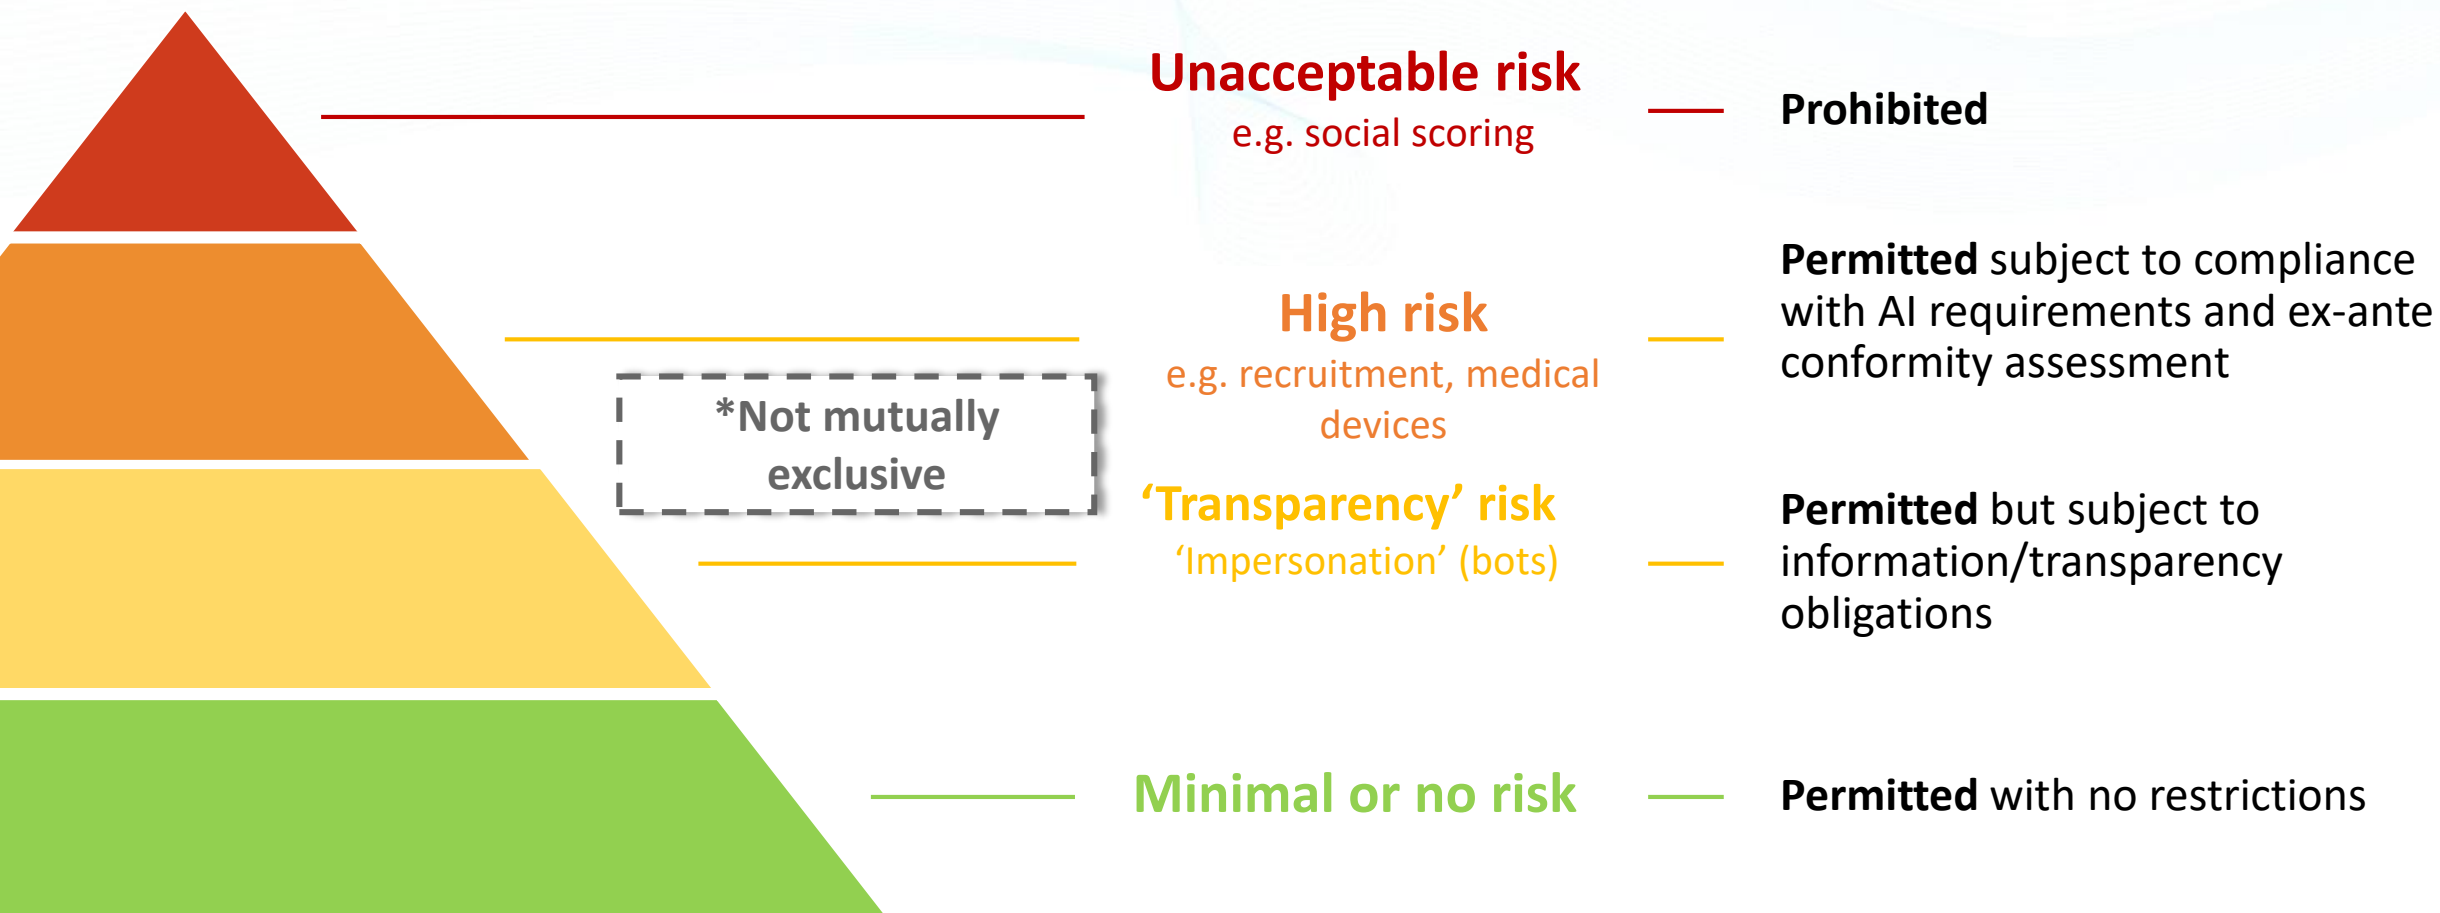 Unacceptable risk
e.g. social scoring
Prohibited
High risk
e.g. recruitment, medical
devices
Permitted subject to compliance
with AI requirements and ex-ante
conformity assessment
*Not mutually
exclusive
‘Transparency’ risk
‘Impersonation’ (bots)
Permitted but subject to
information/transparency
obligations
Minimal or no risk
Permitted with no restrictions